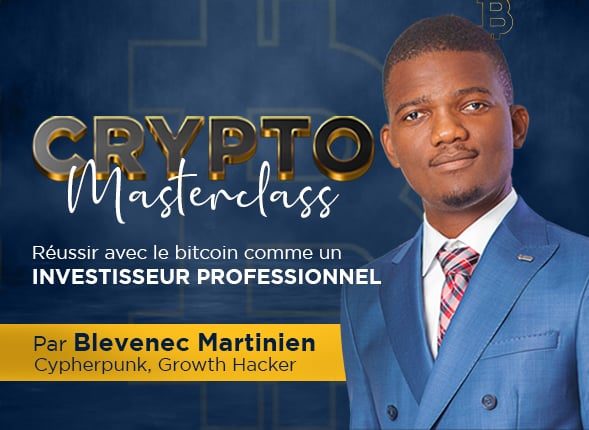 CRYPTO
Masterclass
Réussir avec le bitcoin comme un
INVESTISSEUR PROFESSIONNEL
Par Blevenec Martinien
Cypherpunk, Growth Hacker